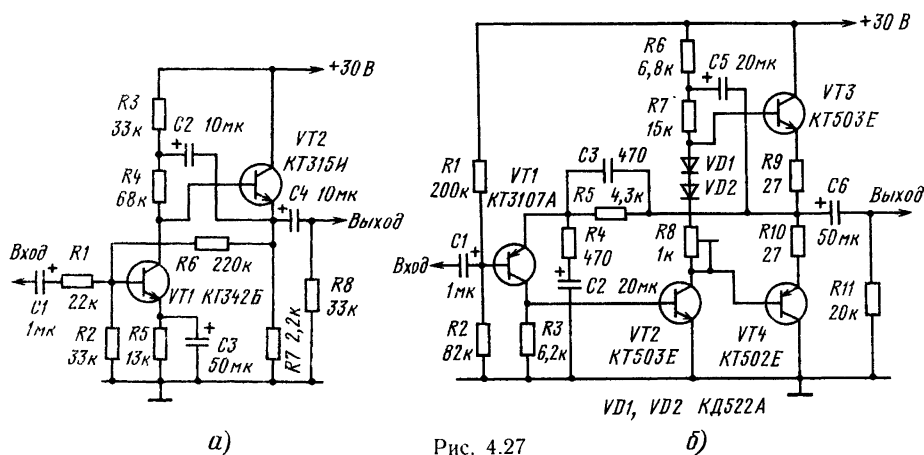 +30 В
R3
33к
C2 10мк
VT2
КТ315И
R4
68к
C4 10мк
Выход
Вход
R1
R6
220к
C1
1мк
22к
VT1 КТ342Б
R2
33к
R5
13к
C3
50мк
R7 2,2к
R8
33к
а)
+30 В
R6
6,8к
C5 20мк
R7
15к
VT3
КТ503Е
R1
200к
VT1
КТ3107А
C3
470
VD1
VD2
R9
27
R5
4,3к
C6
Выход
50мк
R4
470
R8
1к
R10
27
Вход
C1
1мк
C2 20мк
R2
82к
R3
6,2к
VT2
КТ503Е
VT4
КТ502Е
R11
20к
VD1, VD2 КД522А
Рис. 4.27
б)